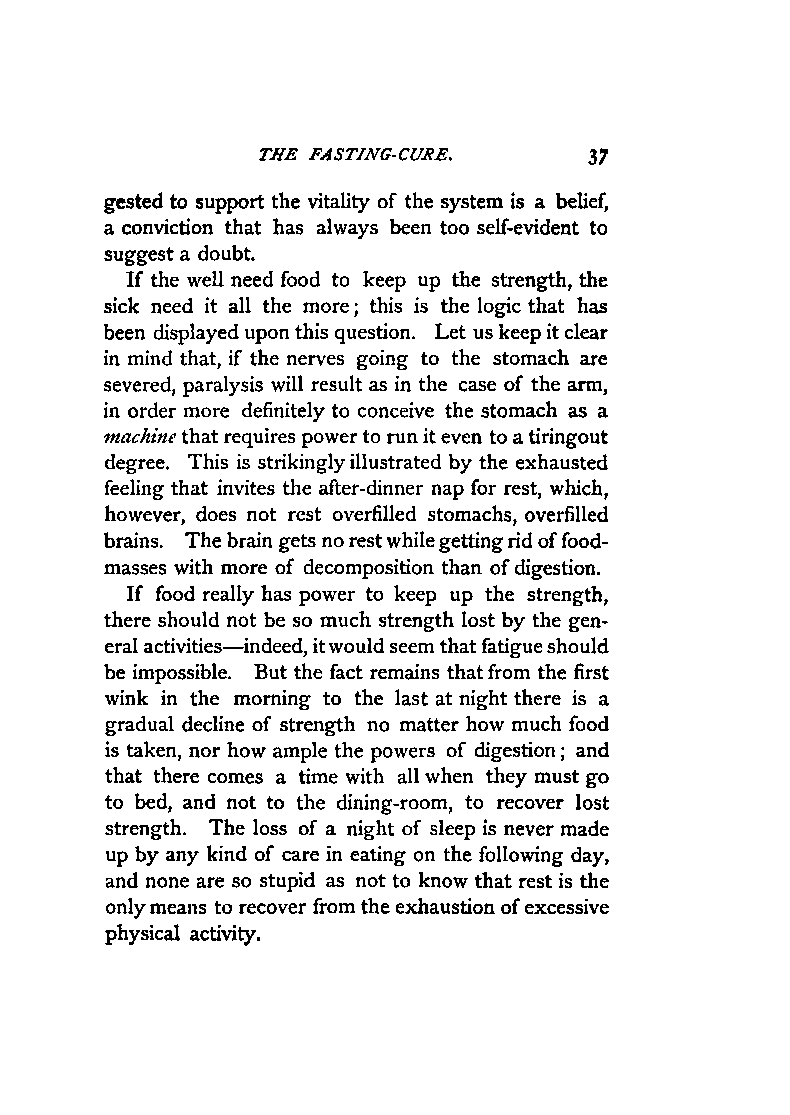 THE FASTING-CURE. 37
gested to support the vitality of the system is a belief,
a conviction that has always been too self-evident to
suggest a doubt.
If the well need food to keep up the strength, the
sick need it all the more; this is the logic that has
been displayed upon this question. Let us keep it clear
in mind that, if the nerves going to the stomach are
severed, paralysis will result as in the case of the arm,
in order more definitely to conceive the stomach as a
machine that requires power to run it even to a tiringout
degree. This is strikingly illustrated by the exhausted
feeling that invites the after-dinner nap for rest, which,
however, does not rest overfilled stomachs, overfilled
brains. The brain gets no rest while getting rid of food-
masses with more of decomposition than of digestion.
If food really has power to keep up the strength,
there should not be so much strength lost by the gen-
eral activities—indeed, it would seem that fatigue should
be impossible. But the fact remains that from the first
wink in the morning to the last at night there is a
gradual decline of strength no matter how much food
is taken, nor how ample the powers of digestion; and
that there comes a time with all when they must go
to bed, and not to the dining-room, to recover lost
strength. The loss of a night of sleep is never made
up by any kind of care in eating on the following day,
and none are so stupid as not to know that rest is the
only means to recover from the exhaustion of excessive
physical activity.